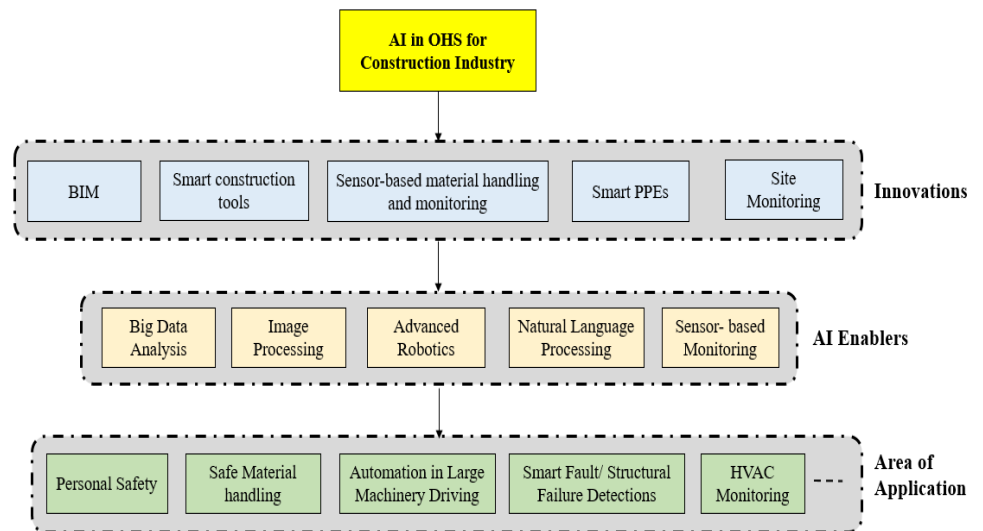 AI in OHS for
Construction Industry
BIM
Smart construction
tools
Sensor-based material handling
and monitoring
Smart PPEs
Site
Monitoring
Innovations
Big Data
Analysis
Image
Processing
Advanced
Robotics
Natural Language
Processing
Sensor- based
Monitoring
AI Enablers
Personal Safety
Safe Material
handling
Automation in Large
Machinery Driving
Smart Fault/ Structural
Failure Detections
HVAC
Monitoring
Area of
Application